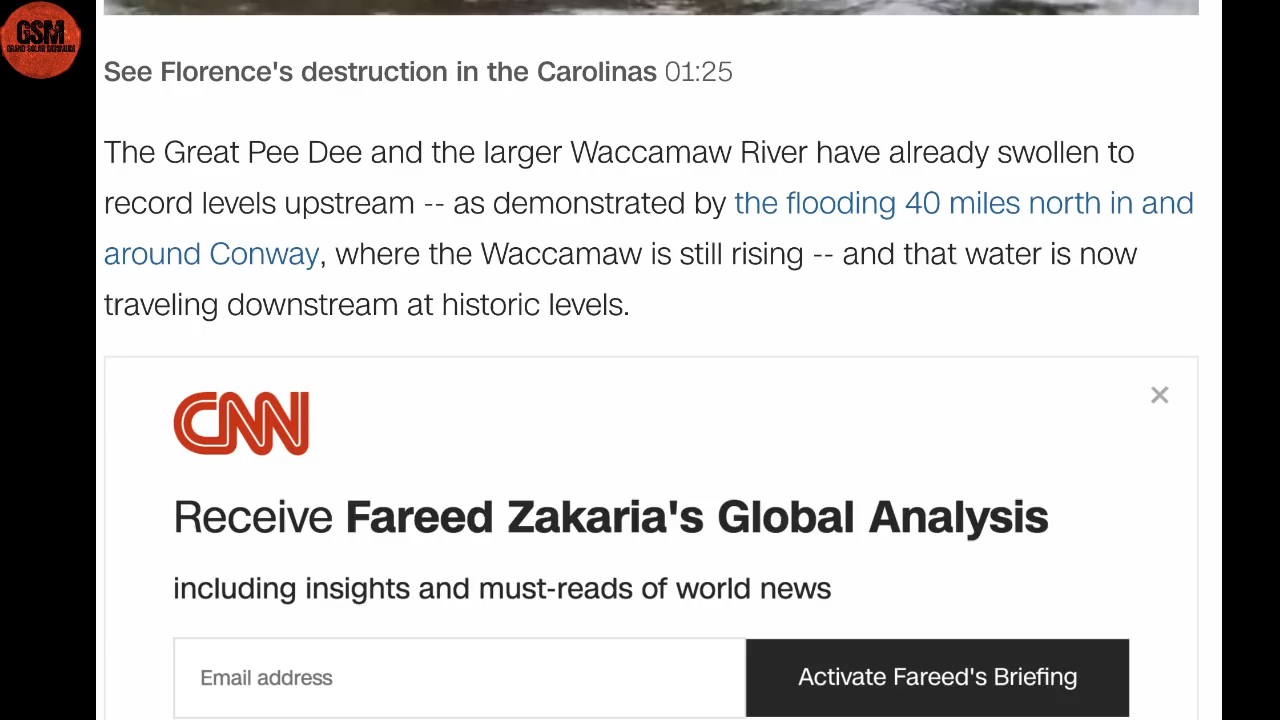 GSM
GRAND SOLAR MINIMUM
See Florence's destruction in the Carolinas 01:25
The Great Pee Dee and the larger Waccamaw River have already swollen to
record levels upstream -- as demonstrated by the flooding 40 miles north in and
around Conway, where the Waccamaw is still rising -- and that water is now
traveling downstream at historic levels.
CNN
×
Receive Fareed Zakaria's Global Analysis
including insights and must-reads of world news
Email address
Activate Fareed's Briefing